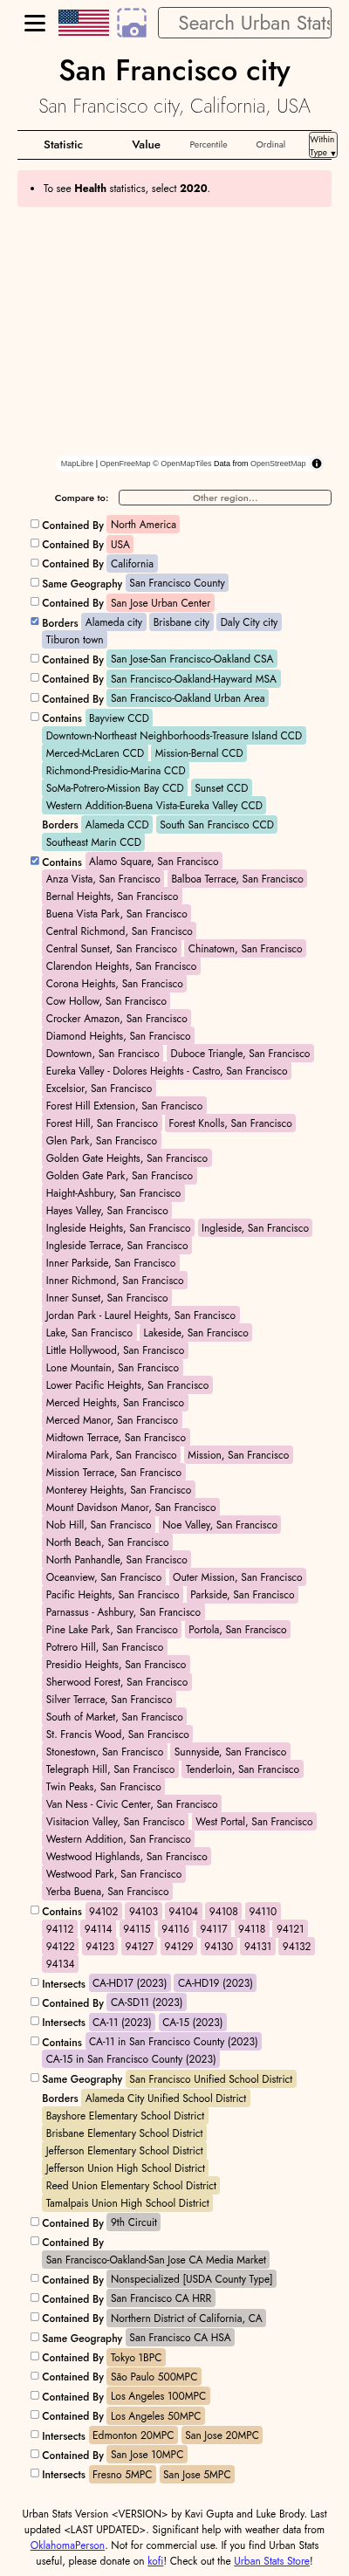 Search Urban Stats
San Francisco city
San Francisco city, California, USA
Statistic Value Percentile Ordinal Within Type ▼
• To see Health statistics, select 2020.
MapLibre | OpenFreeMap © OpenMapTiles Data from OpenStreetMap
Compare to: Other region...
Contained By North America
Contained By USA
Contained By California
Same Geography San Francisco County
Contained By San Jose Urban Center
Borders Alameda city Brisbane city Daly City city
Tiburon town
Contained By San Jose-San Francisco-Oakland CSA
Contained By San Francisco-Oakland-Hayward MSA
Contained By San Francisco-Oakland Urban Area
Contains Bayview CCD
Downtown-Northeast Neighborhoods-Treasure Island CCD
Merced-McLaren CCD Mission-Bernal CCD
Richmond-Presidio-Marina CCD
SoMa-Potrero-Mission Bay CCD Sunset CCD
Western Addition-Buena Vista-Eureka Valley CCD
Borders Alameda CCD South San Francisco CCD
Southeast Marin CCD
Contains Alamo Square, San Francisco
Anza Vista, San Francisco Balboa Terrace, San Francisco
Bernal Heights, San Francisco
Buena Vista Park, San Francisco
Central Richmond, San Francisco
Central Sunset, San Francisco Chinatown, San Francisco
Clarendon Heights, San Francisco
Corona Heights, San Francisco
Cow Hollow, San Francisco
Crocker Amazon, San Francisco
Diamond Heights, San Francisco
Downtown, San Francisco Duboce Triangle, San Francisco
Eureka Valley - Dolores Heights - Castro, San Francisco
Excelsior, San Francisco
Forest Hill Extension, San Francisco
Forest Hill, San Francisco Forest Knolls, San Francisco
Glen Park, San Francisco
Golden Gate Heights, San Francisco
Golden Gate Park, San Francisco
Haight-Ashbury, San Francisco
Hayes Valley, San Francisco
Ingleside Heights, San Francisco Ingleside, San Francisco
Ingleside Terrace, San Francisco
Inner Parkside, San Francisco
Inner Richmond, San Francisco
Inner Sunset, San Francisco
Jordan Park - Laurel Heights, San Francisco
Lake, San Francisco Lakeside, San Francisco
Little Hollywood, San Francisco
Lone Mountain, San Francisco
Lower Pacific Heights, San Francisco
Merced Heights, San Francisco
Merced Manor, San Francisco
Midtown Terrace, San Francisco
Miraloma Park, San Francisco Mission, San Francisco
Mission Terrace, San Francisco
Monterey Heights, San Francisco
Mount Davidson Manor, San Francisco
Nob Hill, San Francisco Noe Valley, San Francisco
North Beach, San Francisco
North Panhandle, San Francisco
Oceanview, San Francisco Outer Mission, San Francisco
Pacific Heights, San Francisco Parkside, San Francisco
Parnassus - Ashbury, San Francisco
Pine Lake Park, San Francisco Portola, San Francisco
Potrero Hill, San Francisco
Presidio Heights, San Francisco
Sherwood Forest, San Francisco
Silver Terrace, San Francisco
South of Market, San Francisco
St. Francis Wood, San Francisco
Stonestown, San Francisco Sunnyside, San Francisco
Telegraph Hill, San Francisco Tenderloin, San Francisco
Twin Peaks, San Francisco
Van Ness - Civic Center, San Francisco
Visitacion Valley, San Francisco West Portal, San Francisco
Western Addition, San Francisco
Westwood Highlands, San Francisco
Westwood Park, San Francisco
Yerba Buena, San Francisco
Contains 94102 94103 94104 94108 94110
94112 94114 94115 94116 94117 94118 94121
94122 94123 94127 94129 94130 94131 94132
94134
Intersects CA-HD17 (2023) CA-HD19 (2023)
Contained By CA-SD11 (2023)
Intersects CA-11 (2023) CA-15 (2023)
Contains CA-11 in San Francisco County (2023)
CA-15 in San Francisco County (2023)
Same Geography San Francisco Unified School District
Borders Alameda City Unified School District
Bayshore Elementary School District
Brisbane Elementary School District
Jefferson Elementary School District
Jefferson Union High School District
Reed Union Elementary School District
Tamalpais Union High School District
Contained By 9th Circuit
Contained By
San Francisco-Oakland-San Jose CA Media Market
Contained By Nonspecialized [USDA County Type]
Contained By San Francisco CA HRR
Contained By Northern District of California, CA
Same Geography San Francisco CA HSA
Contained By Tokyo 1BPC
Contained By São Paulo 500MPC
Contained By Los Angeles 100MPC
Contained By Los Angeles 50MPC
Intersects Edmonton 20MPC San Jose 20MPC
Contained By San Jose 10MPC
Intersects Fresno 5MPC San Jose 5MPC
Urban Stats Version <VERSION> by Kavi Gupta and Luke Brody. Last
updated <LAST UPDATED>. Significant help with weather data from
OklahomaPerson. Not for commercial use. If you find Urban Stats
useful, please donate on kofi! Check out the Urban Stats Store!